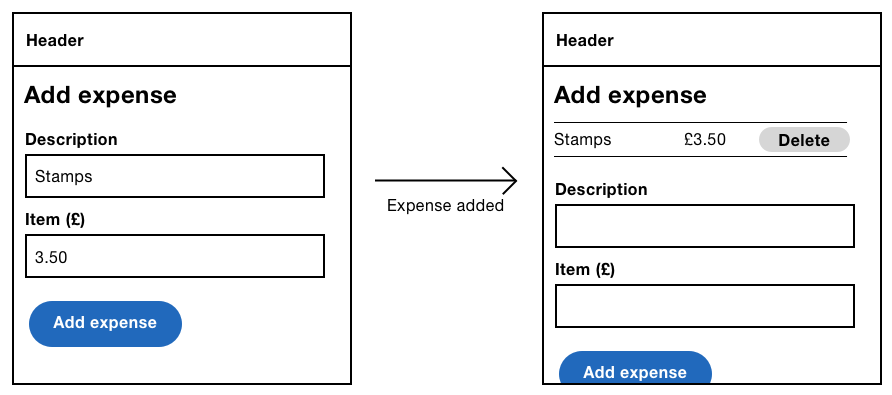 Header
Add expense
Description
Stamps
Item (£)
3.50
Add expense
Expense added
Header
Add expense
Stamps £3.50 Delete
Description
Item (£)
Add expense